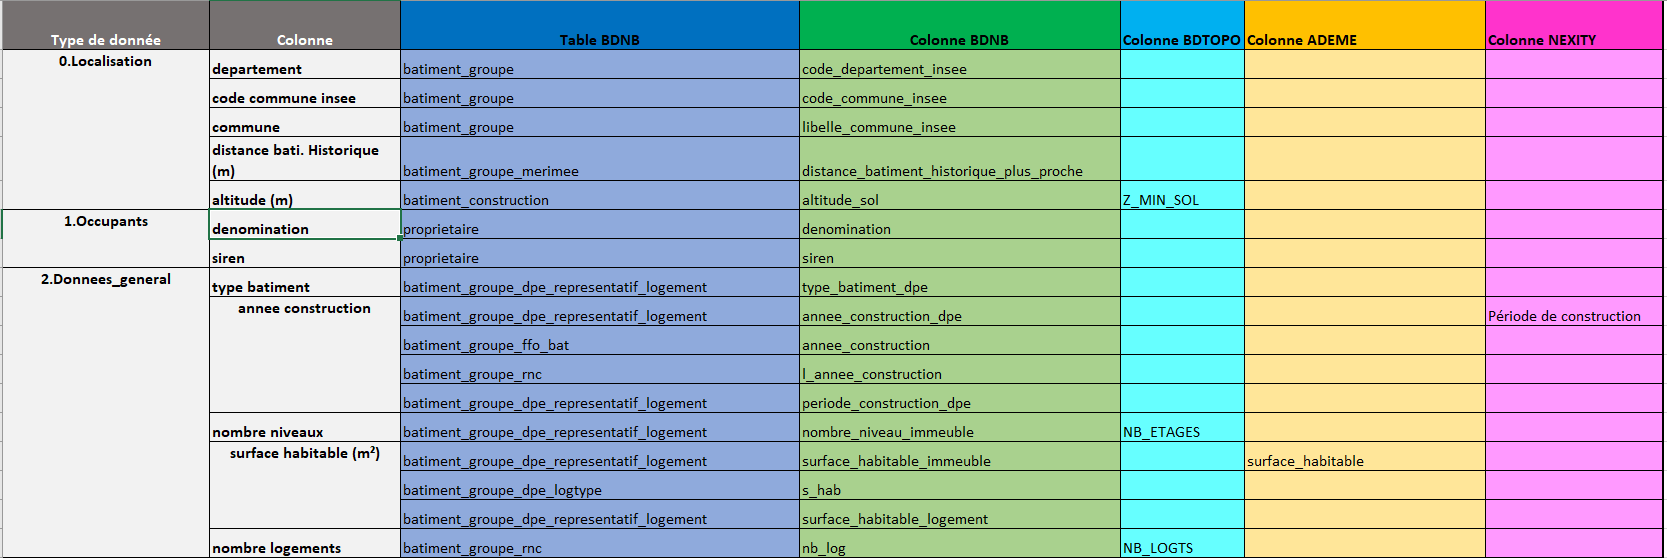 Type de donnée Colonne Table BDNB Colonne BDNB Colonne BDTOPO Colonne ADEME Colonne NEXITY
0.Localisation departement batiment_groupe code_departement_insee
code commune insee batiment_groupe code_commune_insee
commune batiment_groupe libelle_commune_insee
distance bati. Historique
(m) batiment_groupe_merimee distance_batiment_historique_plus_proche
altitude (m) batiment_construction altitude_sol Z_MIN_SOL
1.Occupants denomination proprietaire denomination
siren proprietaire siren
2.Donnees_general type batiment batiment_groupe_dpe_representatif_logement type_batiment_dpe
annee construction batiment_groupe_dpe_representatif_logement annee_construction_dpe Période de construction
batiment_groupe_ffo_bat annee_construction
batiment_groupe_rnc l_annee_construction
batiment_groupe_dpe_representatif_logement periode_construction_dpe
nombre niveaux batiment_groupe_dpe_representatif_logement nombre_niveau_immeuble NB_ETAGES
surface habitable (m²) batiment_groupe_dpe_representatif_logement surface_habitable_immeuble surface_habitable
batiment_groupe_dpe_logtype s_hab
batiment_groupe_dpe_representatif_logement surface_habitable_logement
nombre logements batiment_groupe_rnc nb_log NB_LOGTS